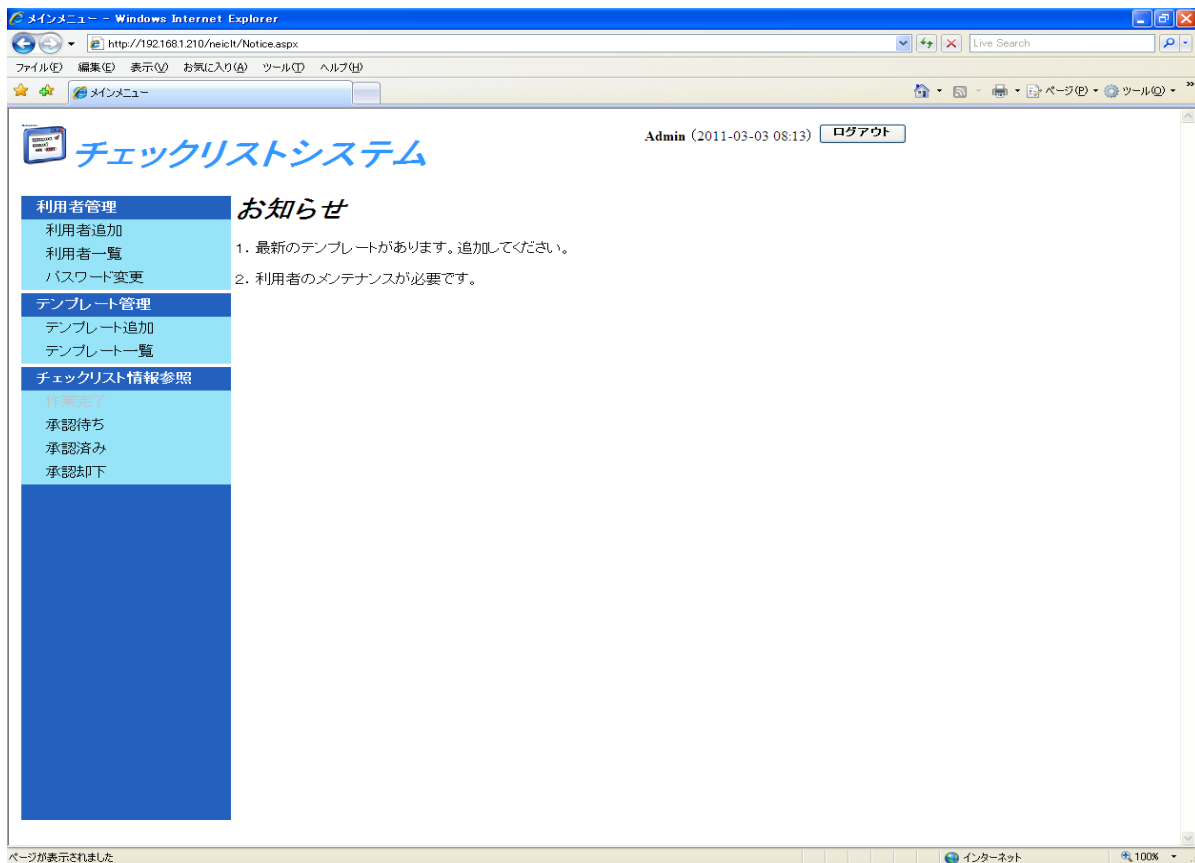 メインメニュー - Windows Internet Explorer
http://192.168.1.210/neiclt/Notice.aspx
Live Search
ファイル(F) 編集(E) 表示(V) お気に入り(A) ツール(T) ヘルプ(H)
メインメニュー
ページ(P) ツール(O)
チェックリストシステム
Admin (2011-03-03 08:13) ログアウト
利用者管理
利用者追加
利用者一覧
パスワード変更
テンプレート管理
テンプレート追加
テンプレート一覧
チェックリスト情報参照
作業完了
承認待ち
承認済み
承認却下
お知らせ
1. 最新のテンプレートがあります。追加してください。
2. 利用者のメンテナンスが必要です。
ページが表示されました
インターネット
100%